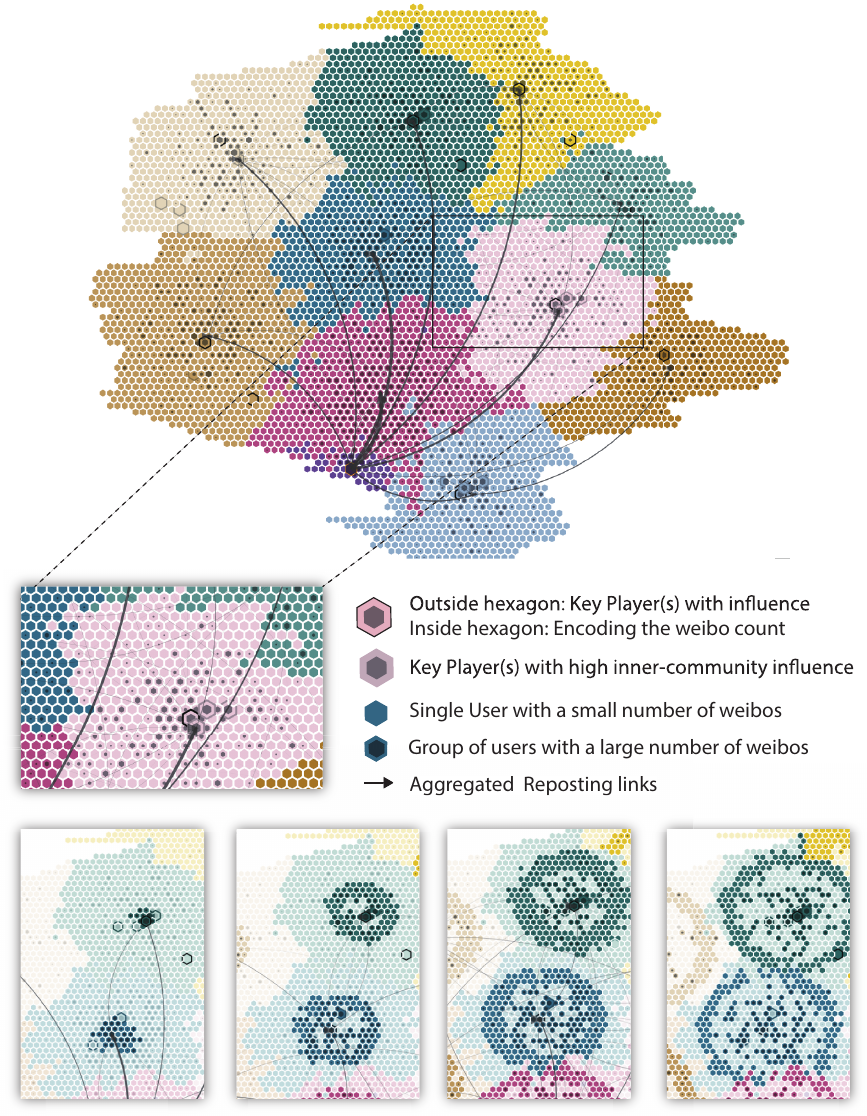 Outside hexagon: Key Player(s) with influence
Inside hexagon: Encoding the weibo count
Key Player(s) with high inner-community influence
Single User with a small number of weibos
Group of users with a large number of weibos
Aggregated Reposting links